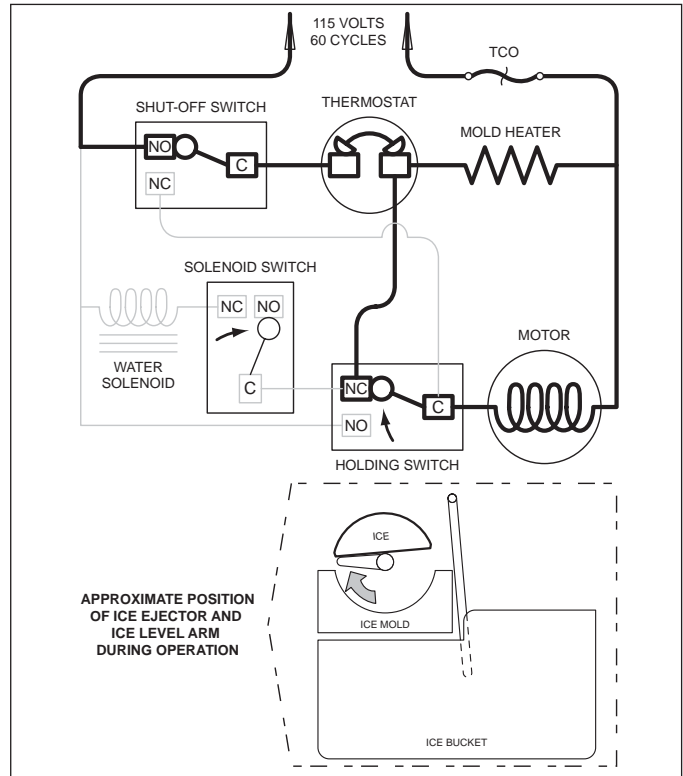 115 VOLTS
60 CYCLES
TCO
SHUT-OFF SWITCH
THERMOSTAT
MOLD HEATER
NO
C
NC
SOLENOID SWITCH
NC NO
WATER
SOLENOID
C
MOTOR
NC
C
NO
HOLDING SWITCH
ICE
APPROXIMATE POSITION
OF ICE EJECTOR AND
ICE LEVEL ARM
DURING OPERATION
ICE MOLD
ICE BUCKET